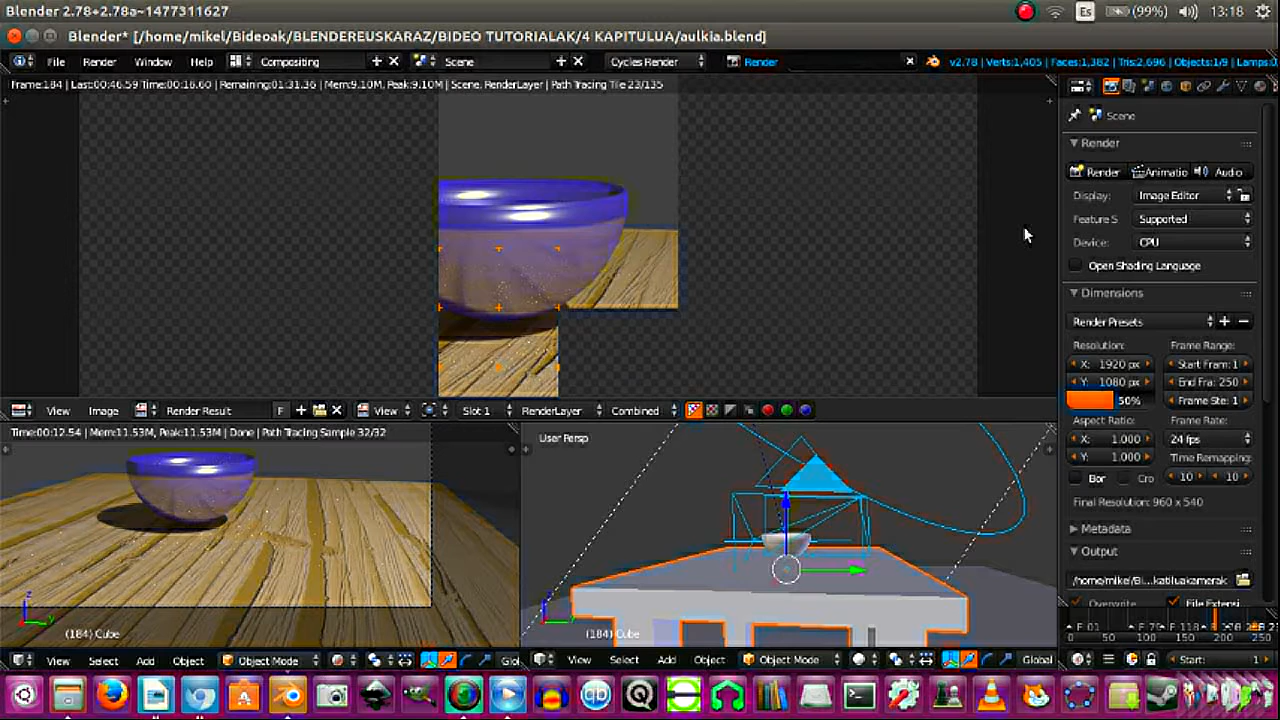 Blender 2.78+2.78a~1477311627
Es (99%) 13:18
Blender* [/home/mikel/Bideoak/BLENDEREUSKARAZ/BIDEO TUTORIALAK/4 KAPITULUA/aulkia.blend]
File Render Window Help Compositing Scene Cycles Render Render v2.78 | Verts:1,405 | Faces:1,382 | Tris:2,696 | Objects:1/9 | Lamps:0
Frame:184 | Last:00:46.59 Time:00:16.60 | Remaining:01:31.36 | Mem:9.10M, Peak:9.10M | Scene, RenderLayer | Path Tracing Tile 23/135
Scene
Render
Render Animatio Audio
Display: Image Editor
Feature S Supported
Device: CPU
Open Shading Language
Dimensions
Render Presets
Resolution: Frame Range:
X: 1920 px Start Fram: 1
Y: 1080 px End Fra: 250
50% Frame Ste: 1
Aspect Ratio: Frame Rate:
X: 1.000 24 fps
Y: 1.000 Time Remapping:
Bor Cro 10 10
Final Resolution: 960 x 540
Metadata
Output
/home/mikel/Bi...katiluakamerak
Overwrite File Extensi
View Image Render Result F View Slot 1 RenderLayer Combined
Time:00:12.54 | Mem:11.53M, Peak:11.53M | Done | Path Tracing Sample 32/32
User Persp
(184) Cube
(184) Cube
0 50 100 150 200 250
View Select Add Object Object Mode Glo
View Select Add Object Object Mode Global
Start: 1